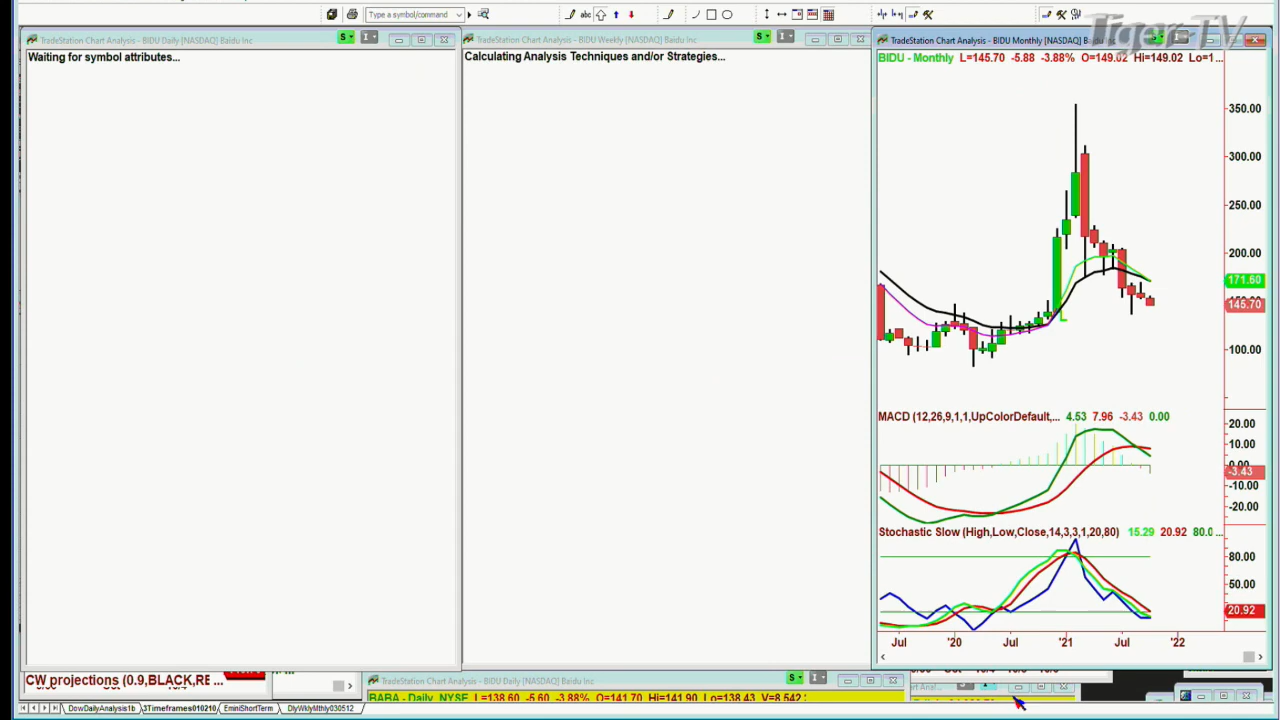 Type a symbol/command
abc
Tiger TV
TradeStation Chart Analysis - BIDU Daily [NASDAQ] Baidu Inc
S
I
TradeStation Chart Analysis - BIDU Weekly [NASDAQ] Baidu Inc
S
I
TradeStation Chart Analysis - BIDU Monthly [NASDAQ] Baidu Inc
Waiting for symbol attributes...
Calculating Analysis Techniques and/or Strategies...
BIDU - Monthly L=145.70 -5.88 -3.88% O=149.02 Hi=149.02 Lo=1...
350.00
300.00
250.00
200.00
171.60
145.70
100.00
MACD (12,26,9,1,1,UpColorDefault,... 4.53 7.96 -3.43 0.00
20.00
10.00
0.00
-3.43
-10.00
-20.00
Stochastic Slow (High,Low,Close,14,3,3,1,20,80) 15.29 20.92 80.0 ...
80.00
50.00
20.92
Jul '20 Jul '21 Jul '22
CW projections (0.9,BLACK,RE ...
TradeStation Chart Analysis - BIDU Daily [NASDAQ] Baidu Inc
S
I
BABA - Daily NYSE L=138.60 -5.60 -3.88% O=141.70 Hi=141.90 Lo=138.43 V=8.542
DowDailyAnalysis1b 3Timeframes010210 EminiShortTerm DlyWklyMthly030512